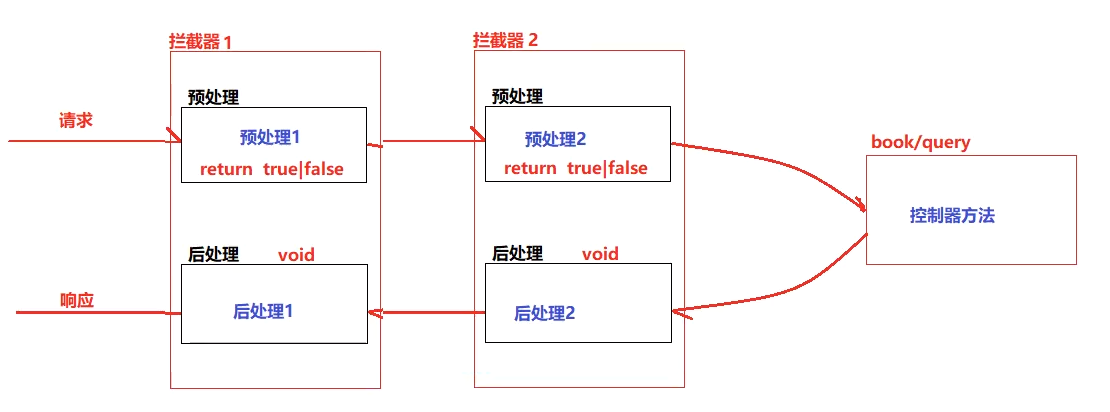 拦截器 1
拦截器 2
预处理
预处理
请求
预处理1
return true|false
预处理2
return true|false
book/query
控制器方法
后处理 void
后处理 void
响应
后处理1
后处理2